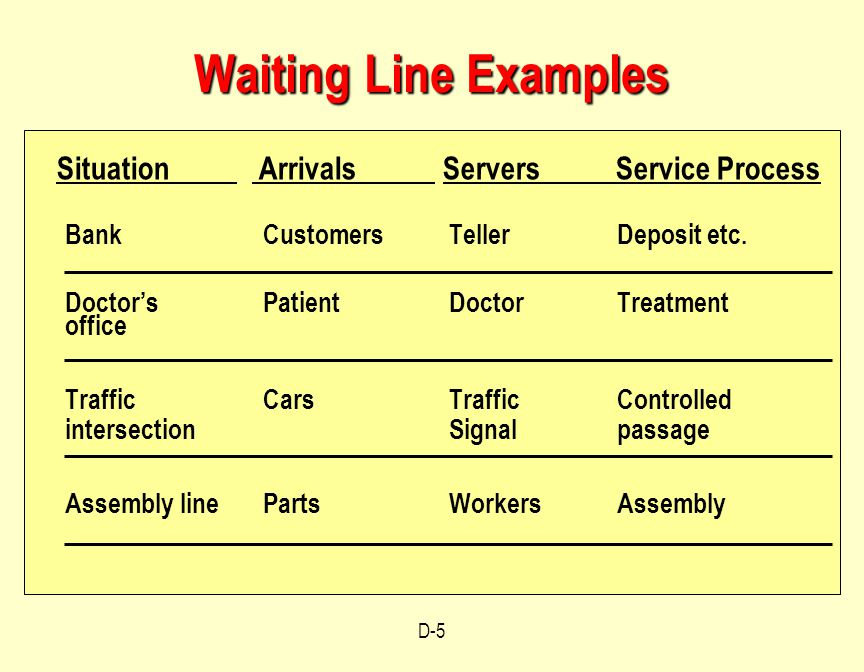 Waiting Line Examples
Situation Arrivals Servers Service Process
Bank Customers Teller Deposit etc.
Doctor’s Patient Doctor Treatment
office
Traffic Cars Traffic Controlled
intersection Signal passage
Assembly line Parts Workers Assembly
D-5